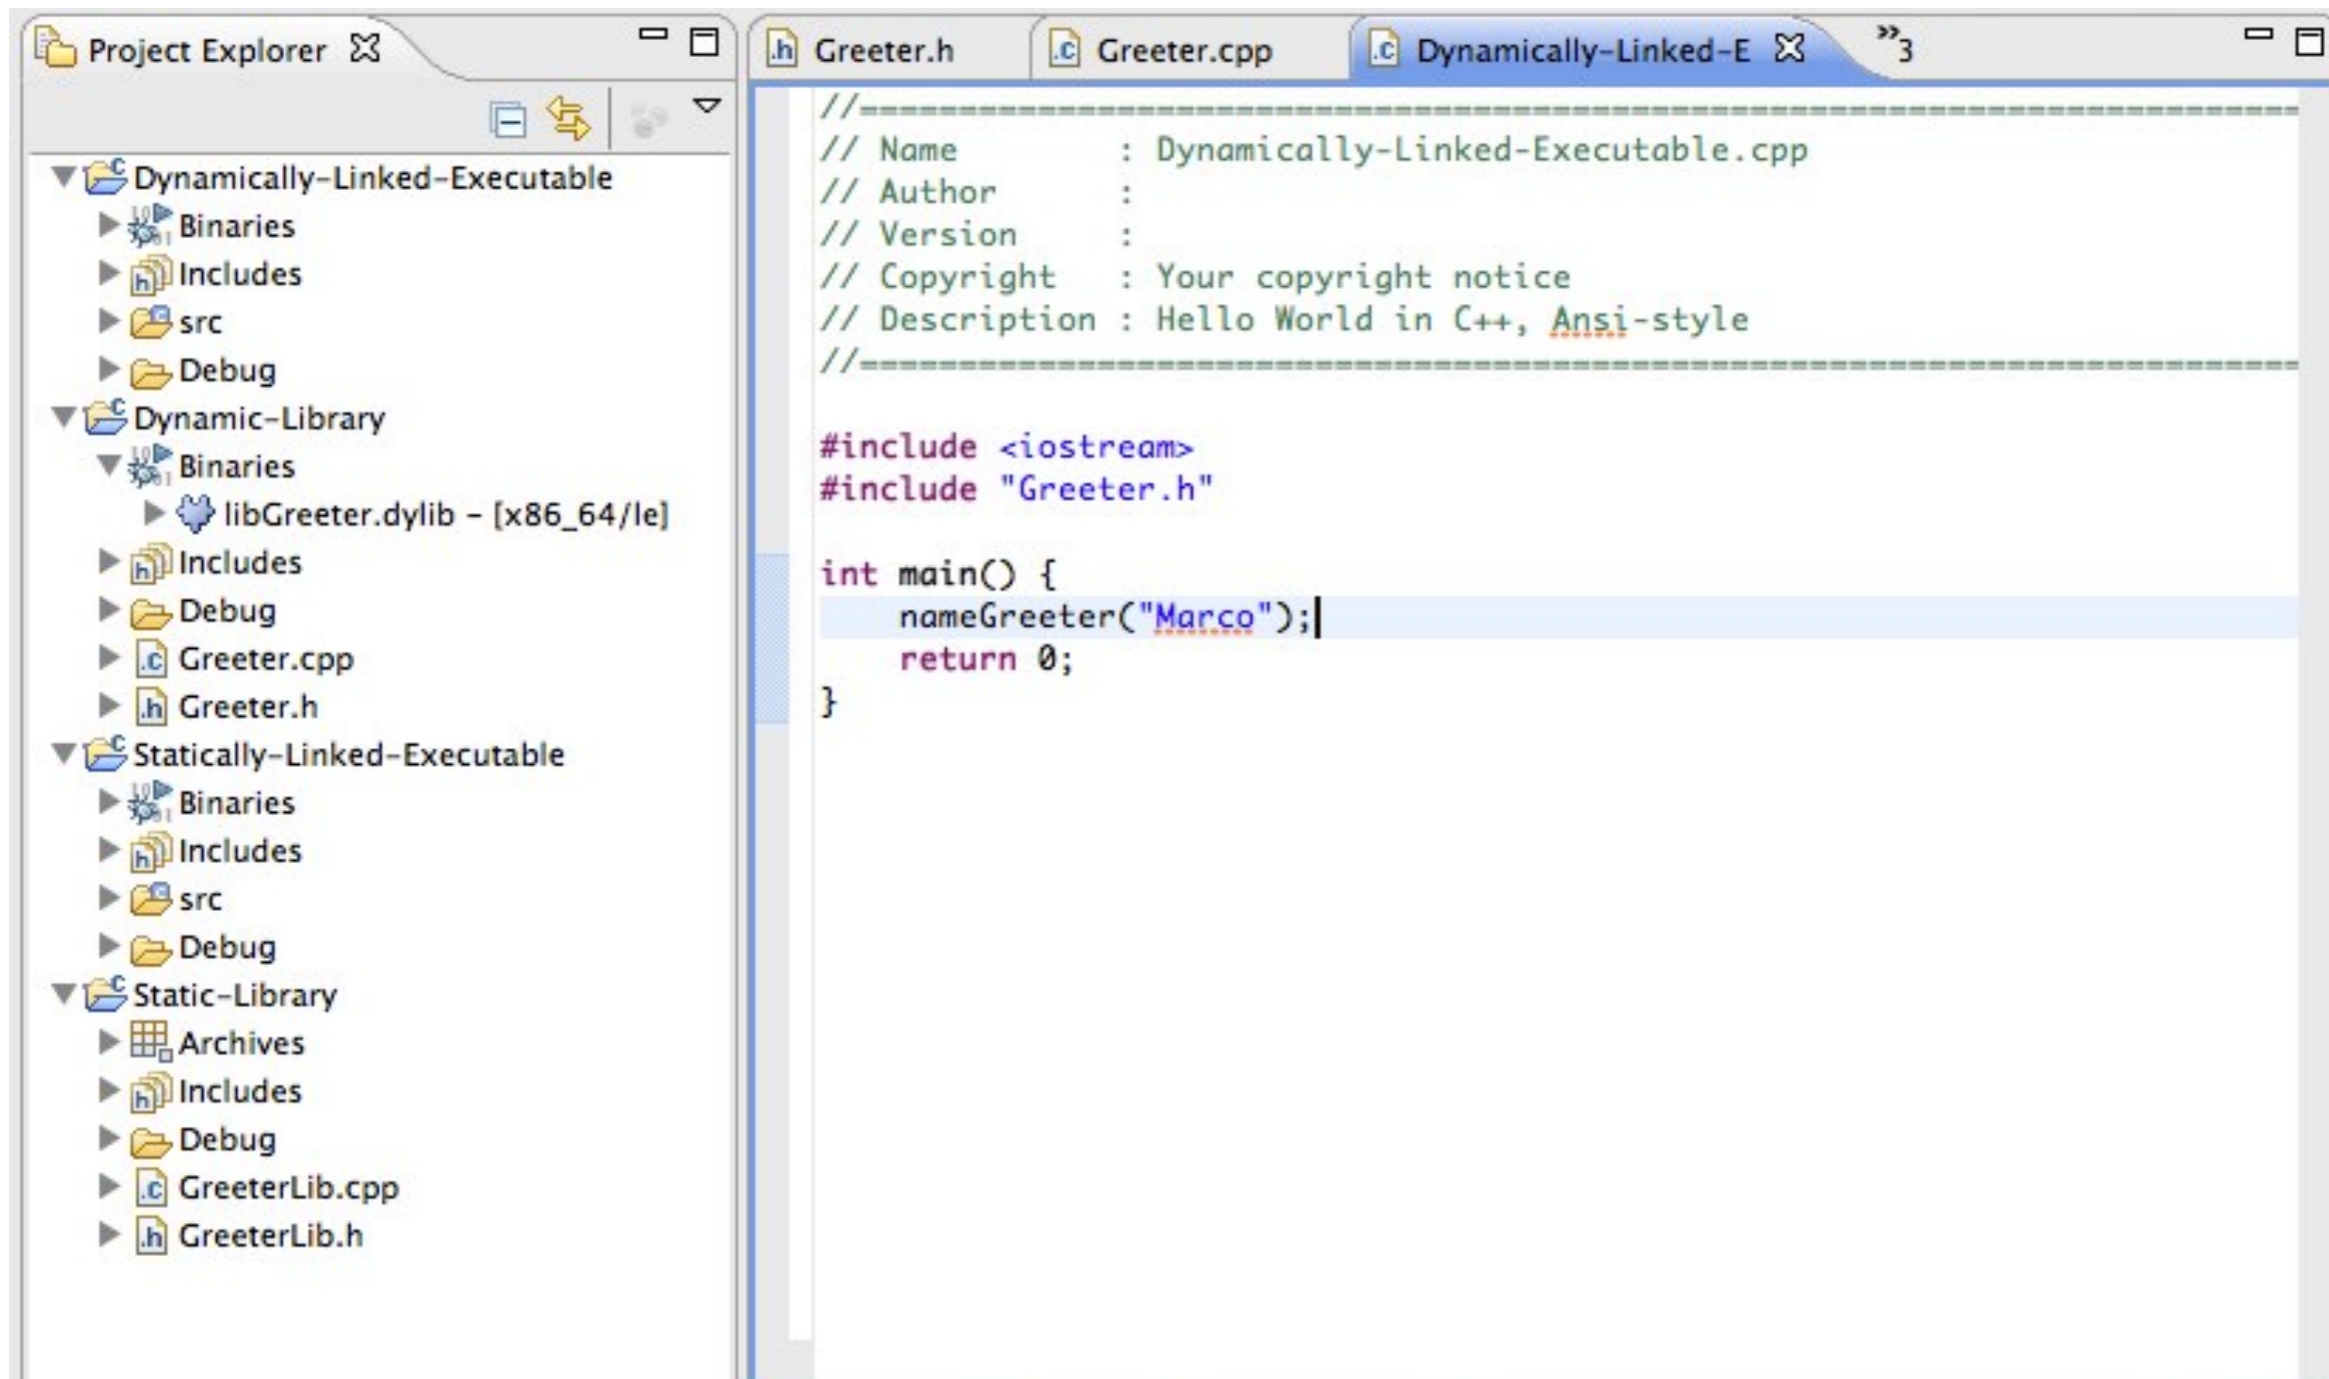 Project Explorer
Dynamically-Linked-Executable
Binaries
Includes
src
Debug
Dynamic-Library
Binaries
libGreeter.dylib - [x86_64/le]
Includes
Debug
Greeter.cpp
Greeter.h
Statically-Linked-Executable
Binaries
Includes
src
Debug
Static-Library
Archives
Includes
Debug
GreeterLib.cpp
GreeterLib.h
Greeter.h Greeter.cpp Dynamically-Linked-E »3
//=========================================================================
// Name        : Dynamically-Linked-Executable.cpp
// Author      :
// Version     :
// Copyright   : Your copyright notice
// Description : Hello World in C++, Ansi-style
//=========================================================================
#include <iostream>
#include "Greeter.h"
int main() {
    nameGreeter("Marco");
    return 0;
}